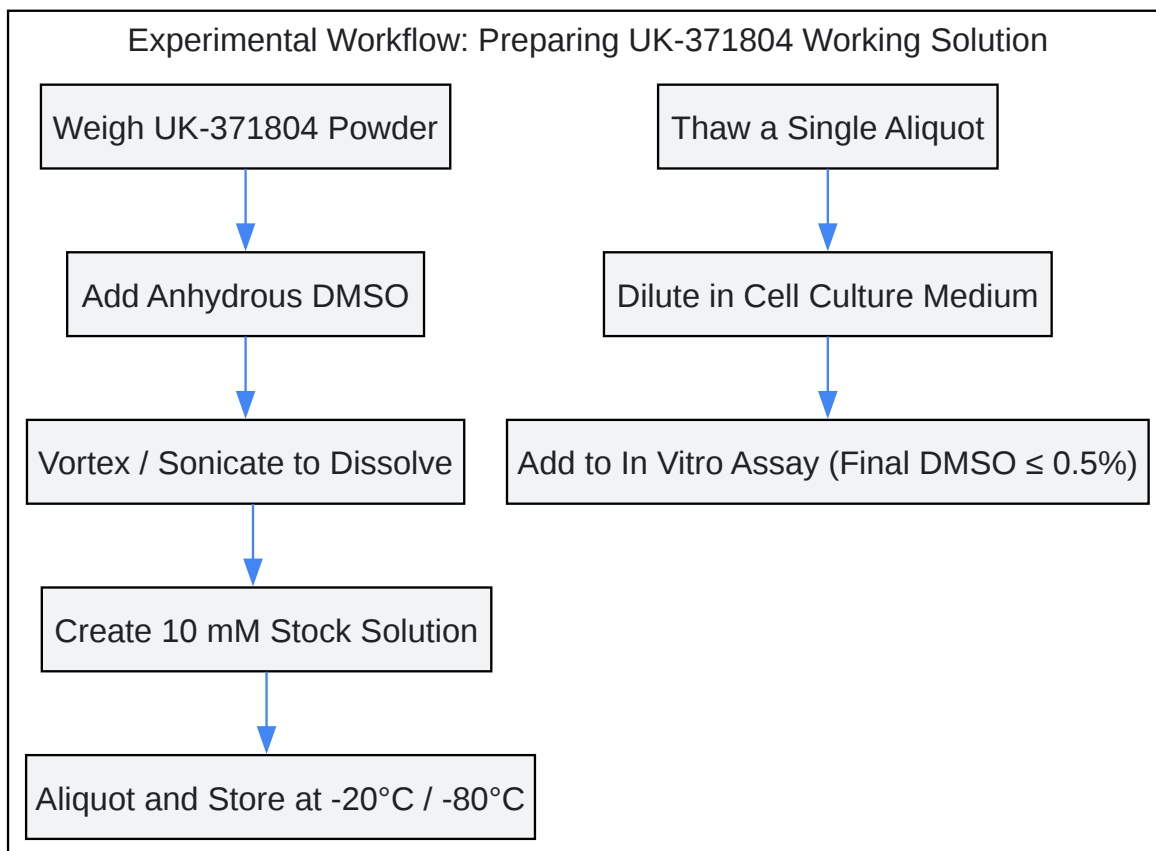 Experimental Workflow: Preparing UK-371804 Working Solution
Weigh UK-371804 Powder
Add Anhydrous DMSO
Vortex / Sonicate to Dissolve
Create 10 mM Stock Solution
Aliquot and Store at -20°C / -80°C
Thaw a Single Aliquot
Dilute in Cell Culture Medium
Add to In Vitro Assay (Final DMSO ≤ 0.5%)